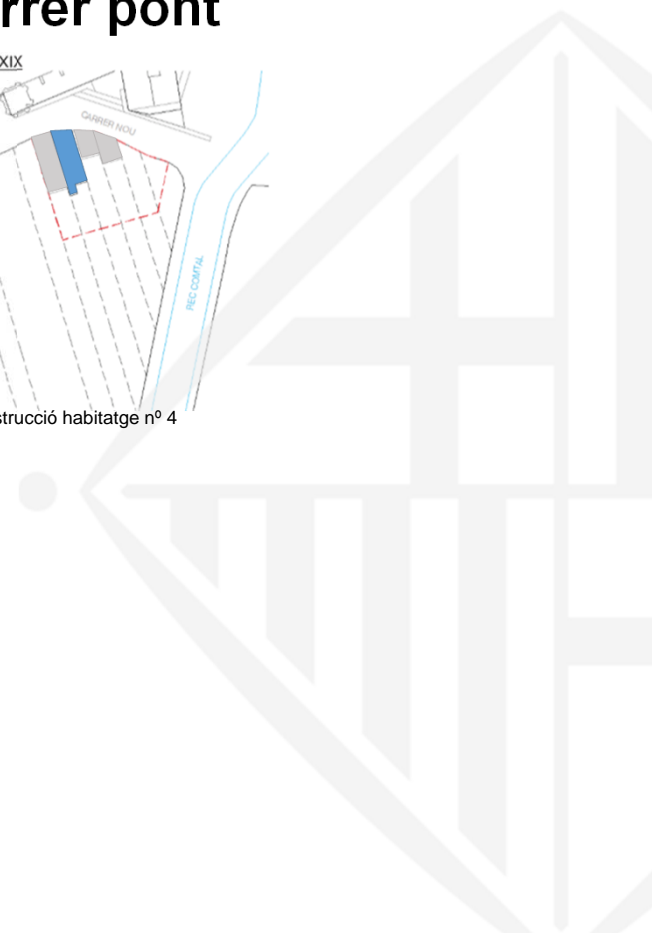 rrer pont
XIX
CARRER NOU
REC COMTAL
strucció habitatge nº 4